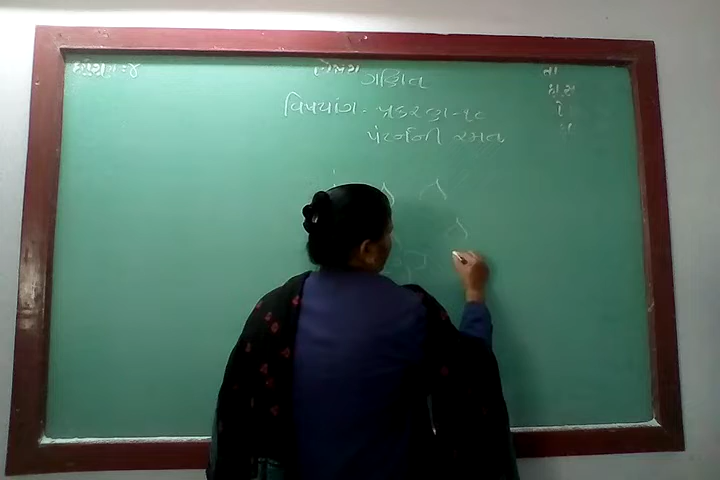 ધોરણ-૪ વિષય તા
ગણિત
વિષયાંગ: પ્રકરણ-૧૦
પેટર્નની રમત